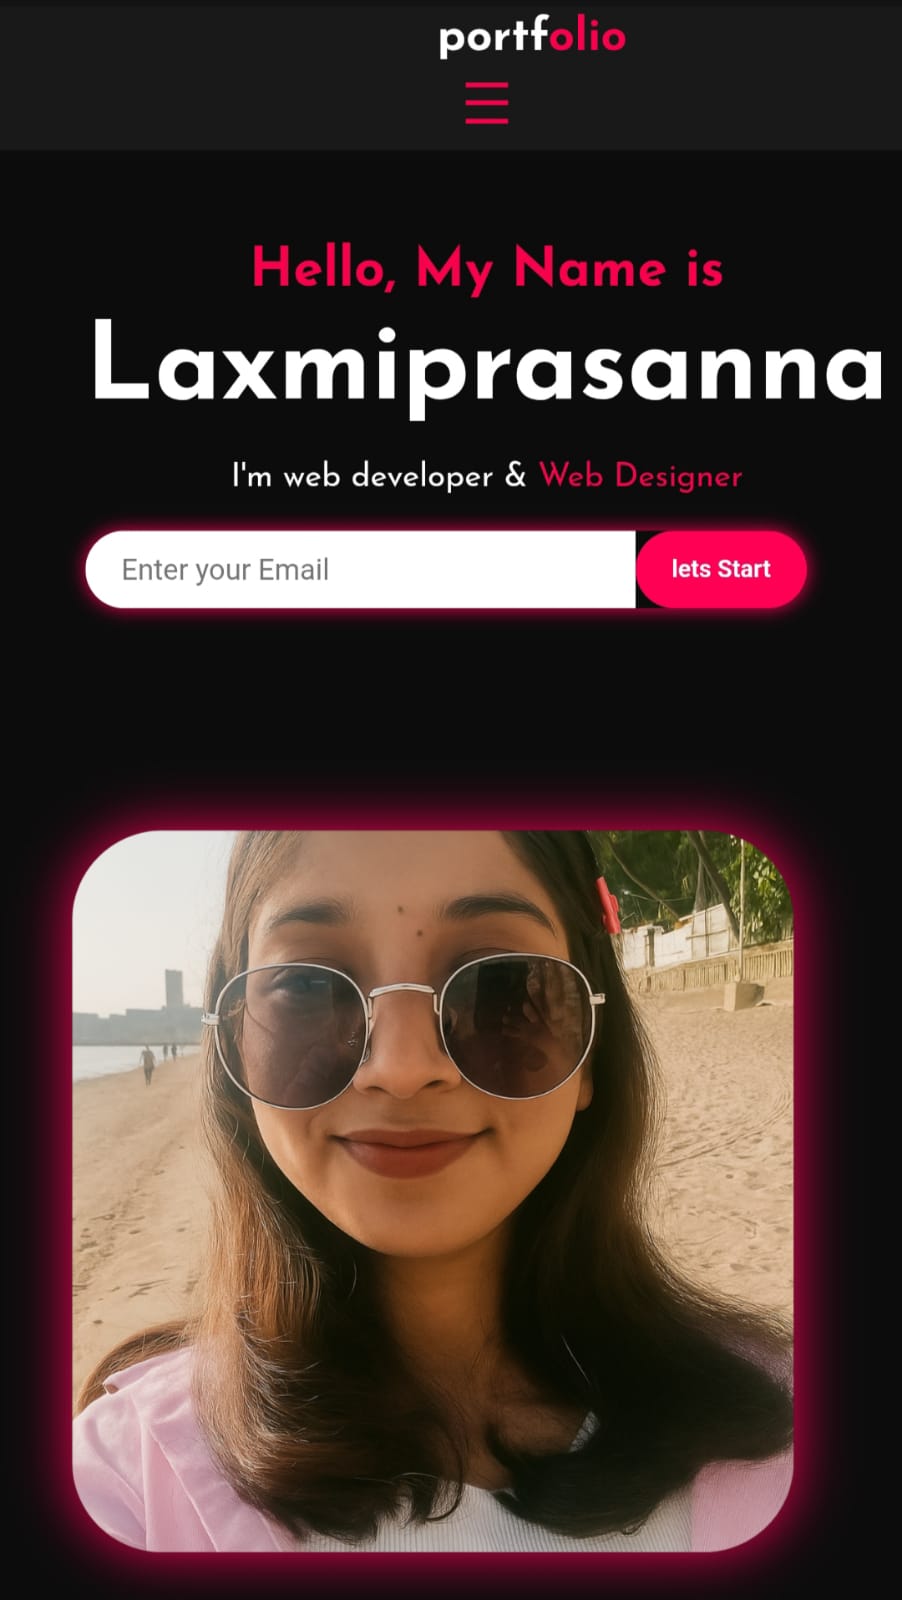 portfolio
Hello, My Name is
Laxmiprasanna
I'm web developer & Web Designer
Enter your Email
lets Start